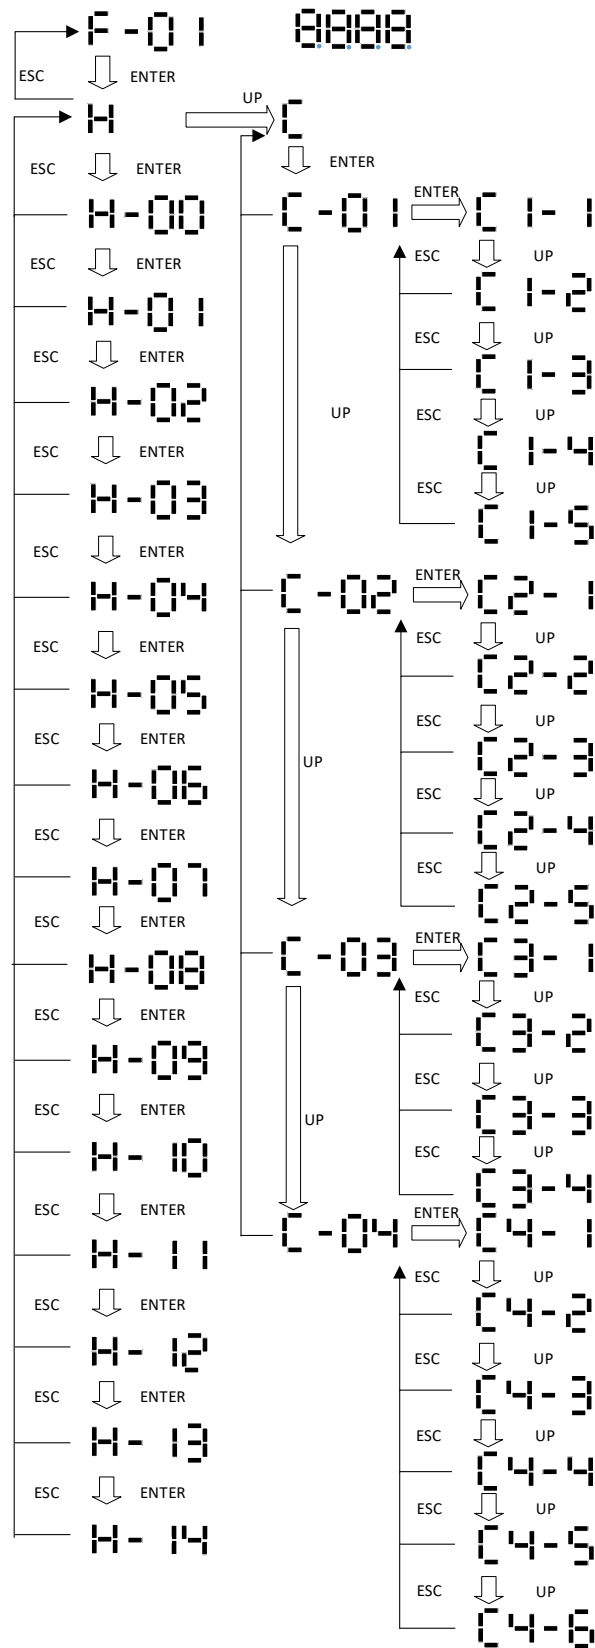 F-01 8.8.8.8.
ESC ENTER
H UP C
ESC ENTER ENTER
H-00 C-01 ENTER C1-1
ESC ENTER ESC UP
C1-2
H-01
ESC UP
ESC ENTER C1-3
H-02 UP ESC UP
C1-4
ESC ENTER
ESC UP
H-03 C1-5
ESC ENTER
H-04 C-02 ENTER C2-1
ESC ENTER ESC UP
C2-2
H-05
ESC UP
ESC ENTER C2-3
UP
H-06 ESC UP
C2-4
ESC ENTER
ESC UP
H-07 C2-5
ESC ENTER
H-08 C-03 ENTER C3-1
ESC ENTER ESC UP
C3-2
H-09
ESC UP
ESC ENTER C3-3
UP
H-10 ESC UP
C3-4
ESC ENTER
H-11 C-04 ENTER C4-1
ESC UP
ESC ENTER C4-2
H-12 ESC UP
C4-3
ESC ENTER
H-13 ESC UP
C4-4
ESC ENTER
ESC UP
H-14 C4-5
ESC UP
C4-6